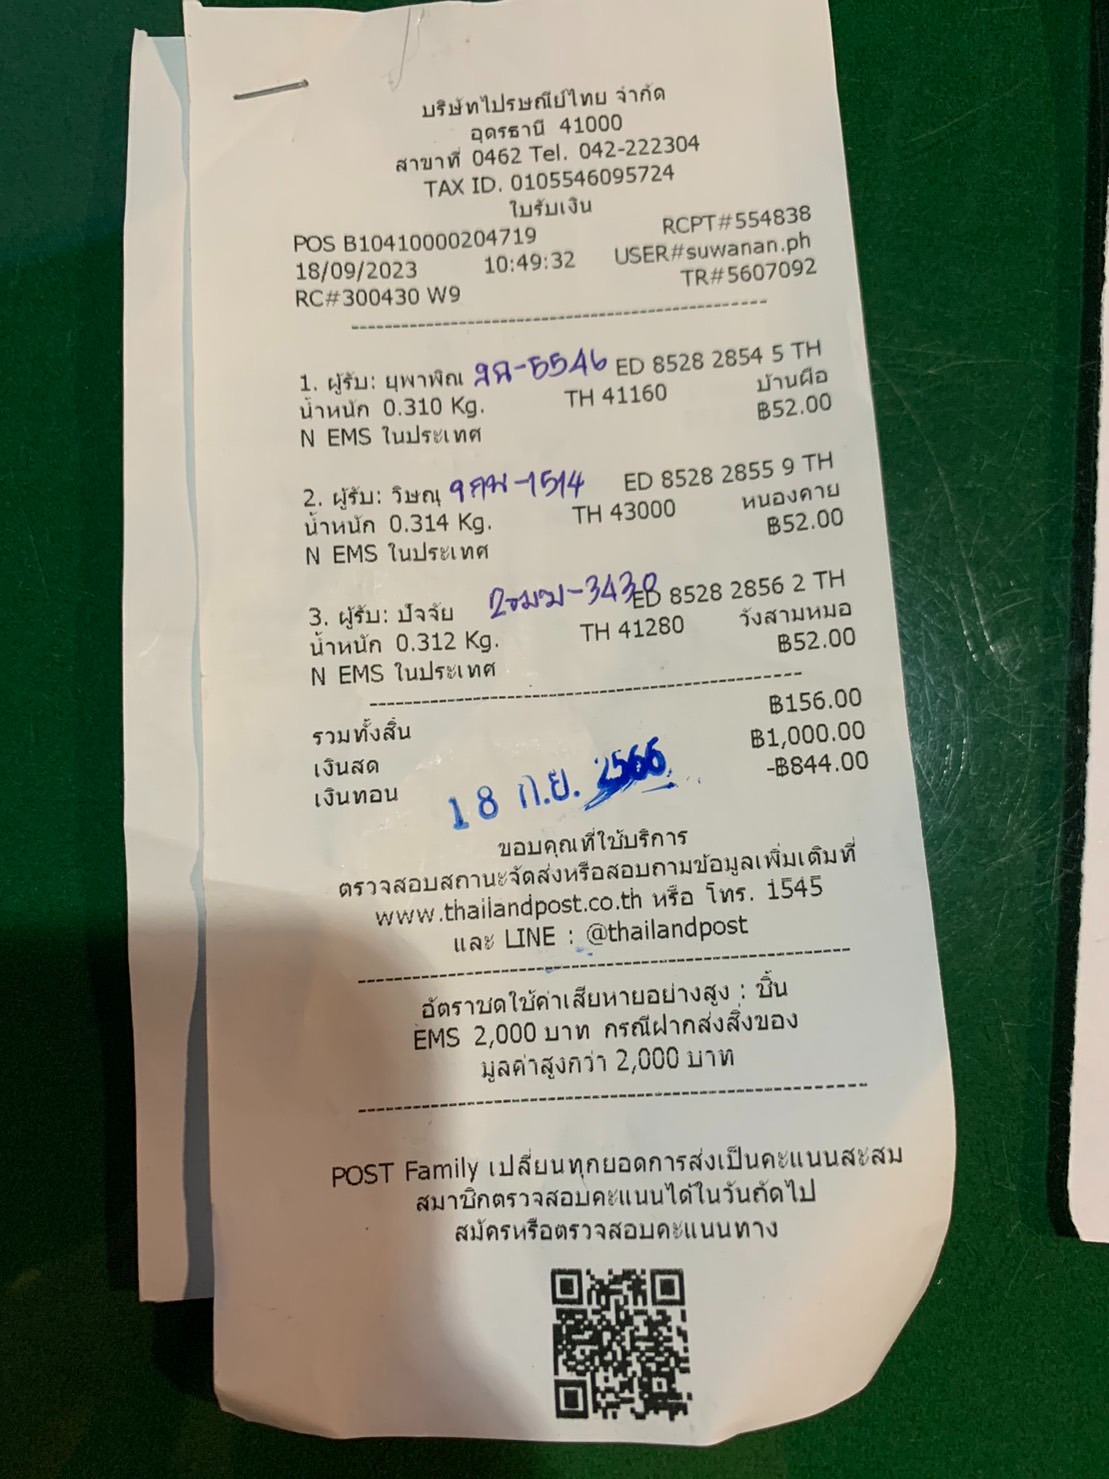 บริษัทไปรษณีย์ไทย จำกัด
อุดรธานี 41000
สาขาที่ 0462 Tel. 042-222304
TAX ID. 0105546095724
ใบรับเงิน
POS B10410000204719 RCPT#554838
18/09/2023 10:49:32 USER#suwanan.ph
RC#300430 W9 TR#5607092
1. ผู้รับ: ยุพาพิณ -5546 ED 8528 2854 5 TH
น้ำหนัก 0.310 Kg. TH 41160 บ้านผือ
N EMS ในประเทศ ฿52.00
2. ผู้รับ: วิษณุ -1514 ED 8528 2855 9 TH
น้ำหนัก 0.314 Kg. TH 43000 หนองคาย
N EMS ในประเทศ ฿52.00
3. ผู้รับ: ปัจจัย ED 8528 2856 2 TH
น้ำหนัก 0.312 Kg. TH 41280 วังสามหมอ
N EMS ในประเทศ ฿52.00
รวมทั้งสิ้น ฿156.00
เงินสด ฿1,000.00
เงินทอน -฿844.00
18 ก.ย. 2566
ขอบคุณที่ใช้บริการ
ตรวจสอบสถานะจัดส่งหรือสอบถามข้อมูลเพิ่มเติมที่
www.thailandpost.co.th หรือ โทร. 1545
และ LINE : @thailandpost
อัตราชดใช้ค่าเสียหายอย่างสูง : ชิ้น
EMS 2,000 บาท กรณีฝากส่งสิ่งของ
มูลค่าสูงกว่า 2,000 บาท
POST Family เปลี่ยนทุกยอดการส่งเป็นคะแนนสะสม
สมาชิกตรวจสอบคะแนนได้ในวันถัดไป
สมัครหรือตรวจสอบคะแนนทาง